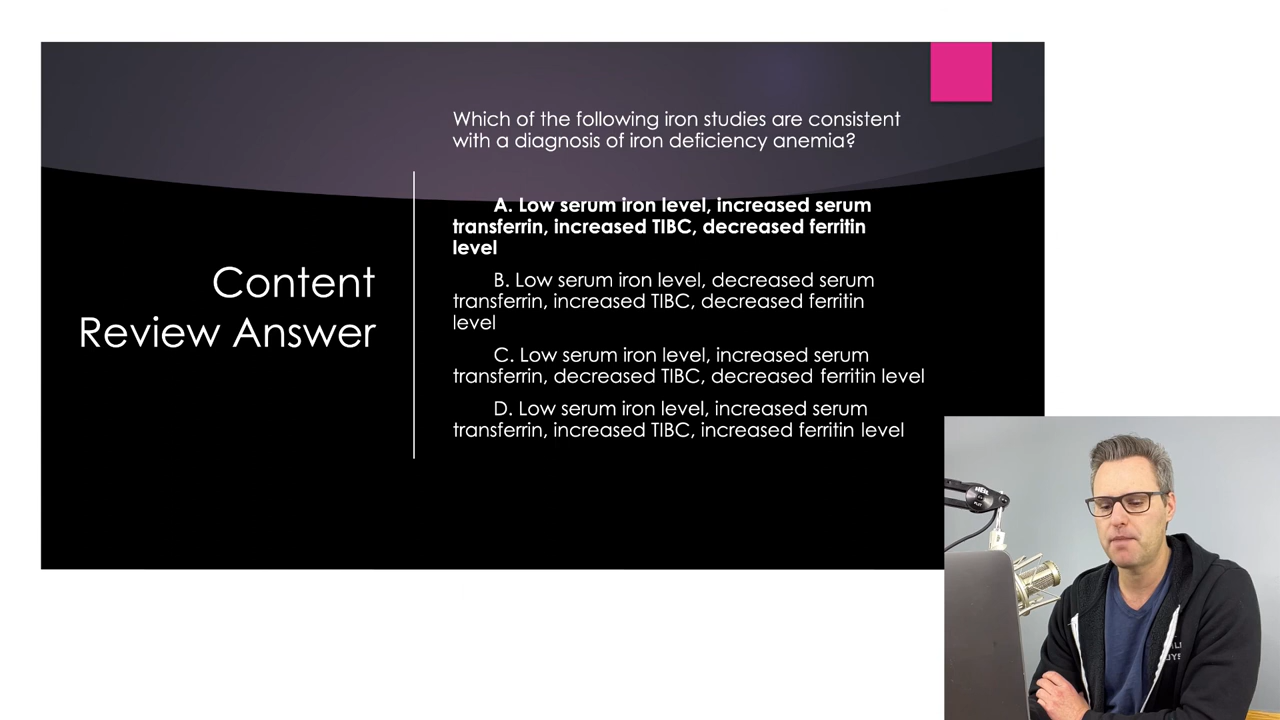 Which of the following iron studies are consistent
with a diagnosis of iron deficiency anemia?
Content
Review Answer
A. Low serum iron level, increased serum
transferrin, increased TIBC, decreased ferritin
level
B. Low serum iron level, decreased serum
transferrin, increased TIBC, decreased ferritin
level
C. Low serum iron level, increased serum
transferrin, decreased TIBC, decreased ferritin level
D. Low serum iron level, increased serum
transferrin, increased TIBC, increased ferritin level